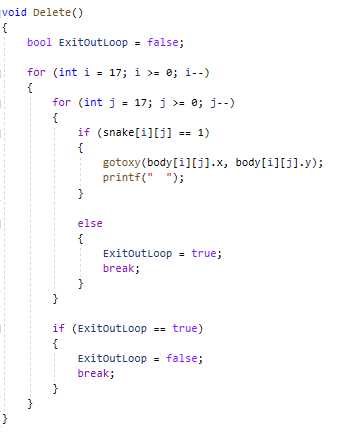 void Delete()
{
    bool ExitOutLoop = false;

    for (int i = 17; i >= 0; i--)
    {
        for (int j = 17; j >= 0; j--)
        {
            if (snake[i][j] == 1)
            {
                gotoxy(body[i][j].x, body[i][j].y);
                printf("  ");
            }

            else
            {
                ExitOutLoop = true;
                break;
            }
        }

        if (ExitOutLoop == true)
        {
            ExitOutLoop = false;
            break;
        }
    }
}